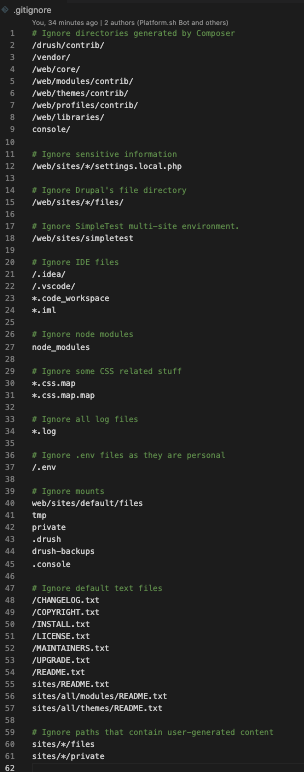 .gitignore
You, 34 minutes ago | 2 authors (Platform.sh Bot and others)
1 # Ignore directories generated by Composer
2 /drush/contrib/
3 /vendor/
4 /web/core/
5 /web/modules/contrib/
6 /web/themes/contrib/
7 /web/profiles/contrib/
8 /web/libraries/
9 console/
10
11 # Ignore sensitive information
12 /web/sites/*/settings.local.php
13
14 # Ignore Drupal's file directory
15 /web/sites/*/files/
16
17 # Ignore SimpleTest multi-site environment.
18 /web/sites/simpletest
19
20 # Ignore IDE files
21 /.idea/
22 /.vscode/
23 *.code_workspace
24 *.iml
25
26 # Ignore node modules
27 node_modules
28
29 # Ignore some CSS related stuff
30 *.css.map
31 *.css.map.map
32
33 # Ignore all log files
34 *.log
35
36 # Ignore .env files as they are personal
37 /.env
38
39 # Ignore mounts
40 web/sites/default/files
41 tmp
42 private
43 .drush
44 drush-backups
45 .console
46
47 # Ignore default text files
48 /CHANGELOG.txt
49 /COPYRIGHT.txt
50 /INSTALL.txt
51 /LICENSE.txt
52 /MAINTAINERS.txt
53 /UPGRADE.txt
54 /README.txt
55 sites/README.txt
56 sites/all/modules/README.txt
57 sites/all/themes/README.txt
58
59 # Ignore paths that contain user-generated content
60 sites/*/files
61 sites/*/private
62